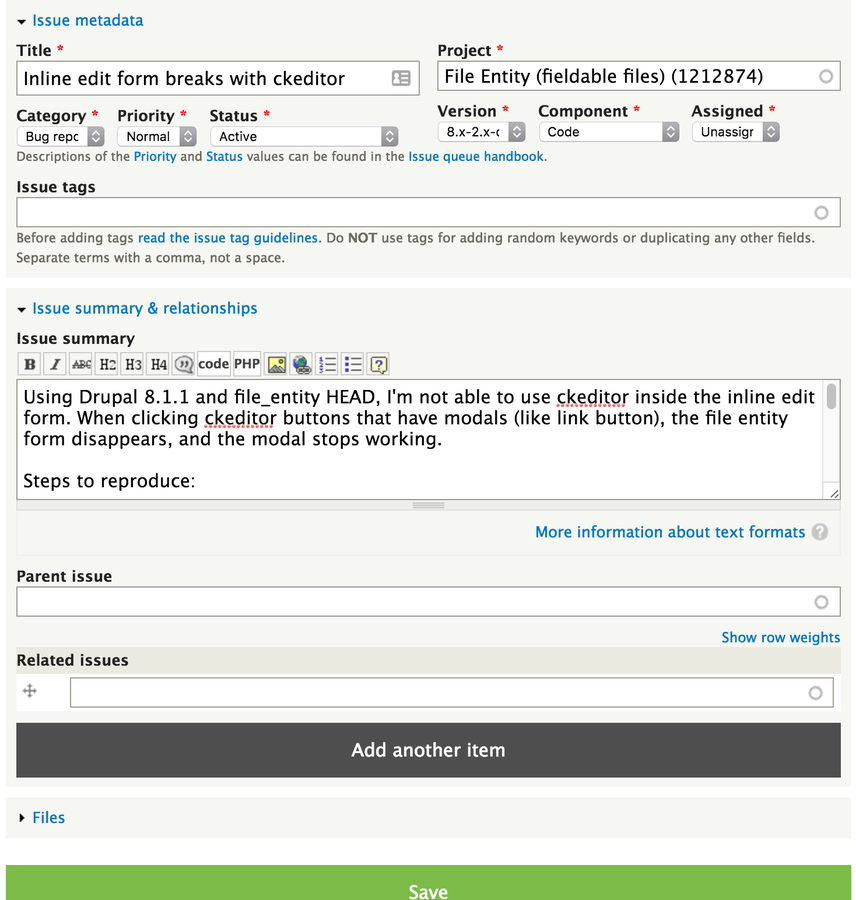 Issue metadata
Title *
Project *
Inline edit form breaks with ckeditor
File Entity (fieldable files) (1212874)
Category * Priority * Status *
Version * Component * Assigned *
Bug repo Normal Active
8.x-2.x-d Code Unassigr
Descriptions of the Priority and Status values can be found in the Issue queue handbook.
Issue tags
Before adding tags read the issue tag guidelines. Do NOT use tags for adding random keywords or duplicating any other fields.
Separate terms with a comma, not a space.
Issue summary & relationships
Issue summary
B I ABC H2 H3 H4 code PHP
Using Drupal 8.1.1 and file_entity HEAD, I'm not able to use ckeditor inside the inline edit
form. When clicking ckeditor buttons that have modals (like link button), the file entity
form disappears, and the modal stops working.
Steps to reproduce:
More information about text formats ?
Parent issue
Show row weights
Related issues
Add another item
Files
Save